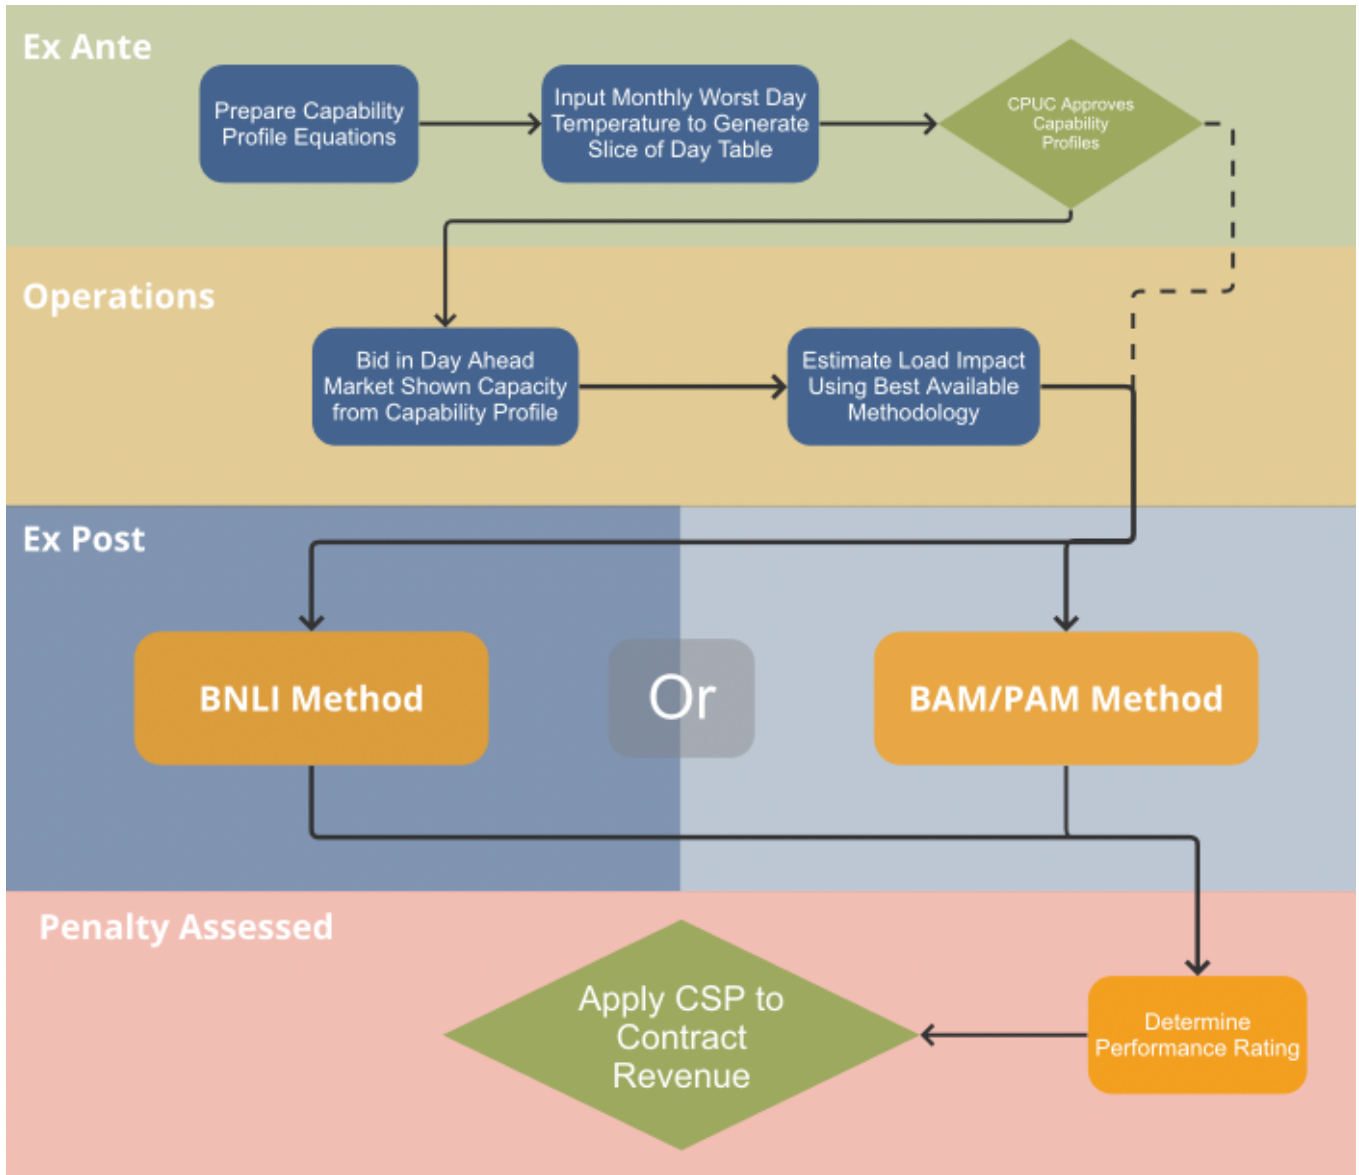 Ex Ante
Prepare Capability
Profile Equations
Input Monthly Worst Day
Temperature to Generate
Slice of Day Table
CPUC Approves
Capability
Profiles
Operations
Bid in Day Ahead
Market Shown Capacity
from Capability Profile
Estimate Load Impact
Using Best Available
Methodology
Ex Post
BNLI Method
Or
BAM/PAM Method
Penalty Assessed
Apply CSP to
Contract
Revenue
Determine
Performance Rating